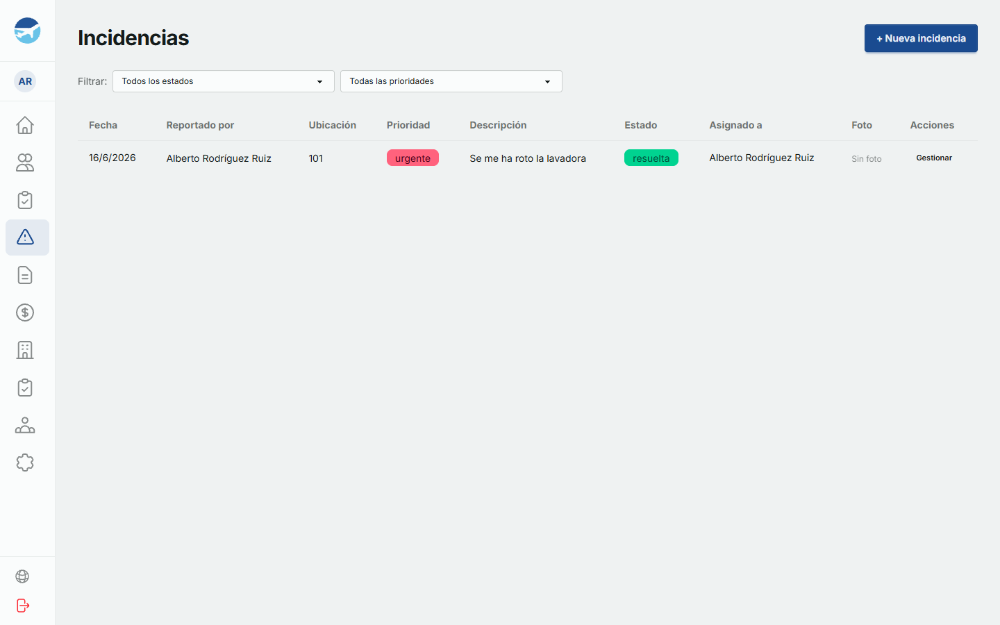 Incidencias
+ Nueva incidencia
AR
Filtrar: Todos los estados Todas las prioridades
Fecha Reportado por Ubicación Prioridad Descripción Estado Asignado a Foto Acciones
16/6/2026 Alberto Rodríguez Ruiz 101 urgente Se me ha roto la lavadora resuelta Alberto Rodríguez Ruiz Sin foto Gestionar